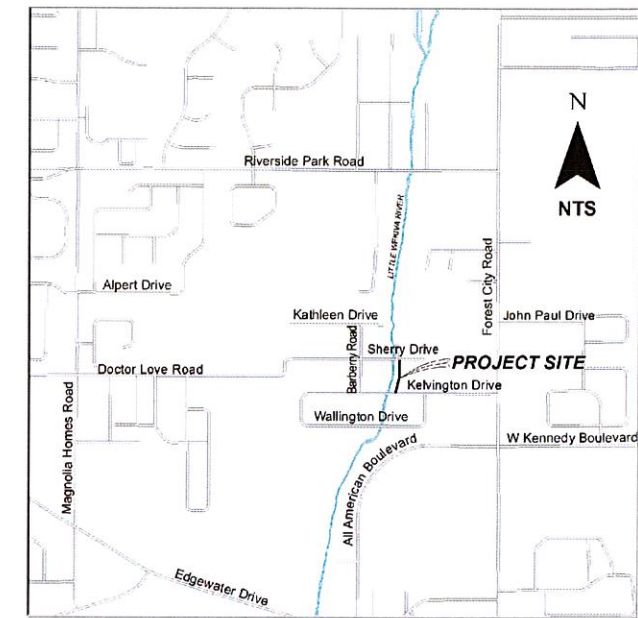 N
Riverside Park Road
NTS
LITTLE WEKIVA RIVER
Forest City Road
Alpert Drive
Kathleen Drive
John Paul Drive
Barberry Road
Sherry Drive
PROJECT SITE
Doctor Love Road
Kelvington Drive
Magnolia Homes Road
Wallington Drive
W Kennedy Boulevard
All American Boulevard
Edgewater Drive